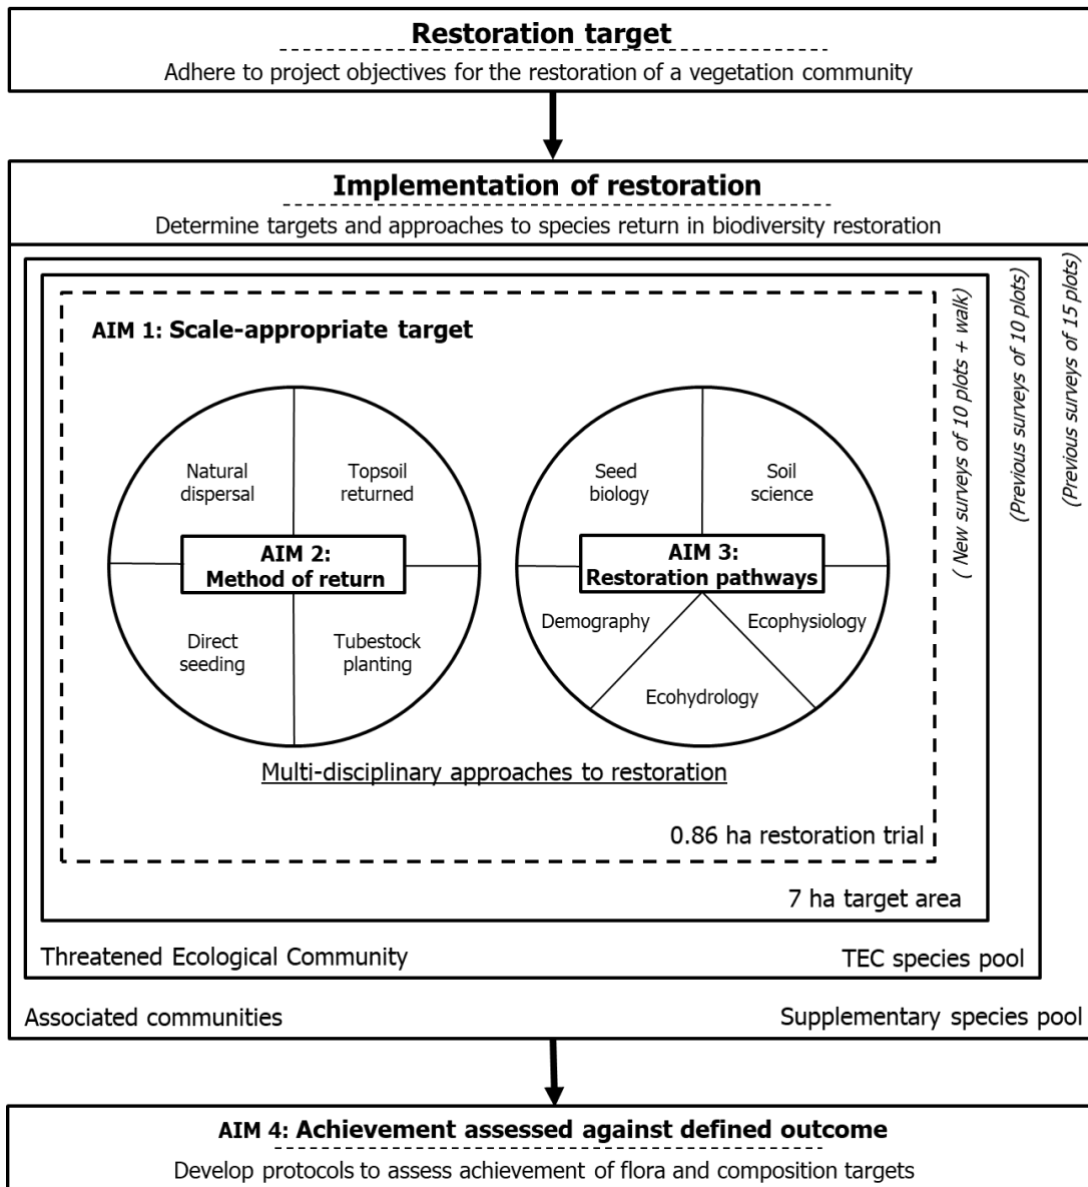 Restoration target
Adhere to project objectives for the restoration of a vegetation community
Implementation of restoration
Determine targets and approaches to species return in biodiversity restoration
AIM 1: Scale-appropriate target
Natural
dispersal
Topsoil
returned
AIM 2:
Method of return
Direct
seeding
Tubestock
planting
Seed
biology
Soil
science
AIM 3:
Restoration pathways
Demography
Ecophysiology
Ecohydrology
Multi-disciplinary approaches to restoration
0.86 ha restoration trial
( New surveys of 10 plots + walk)
7 ha target area
(Previous surveys of 10 plots)
Threatened Ecological Community
TEC species pool
(Previous surveys of 15 plots)
Associated communities
Supplementary species pool
AIM 4: Achievement assessed against defined outcome
Develop protocols to assess achievement of flora and composition targets